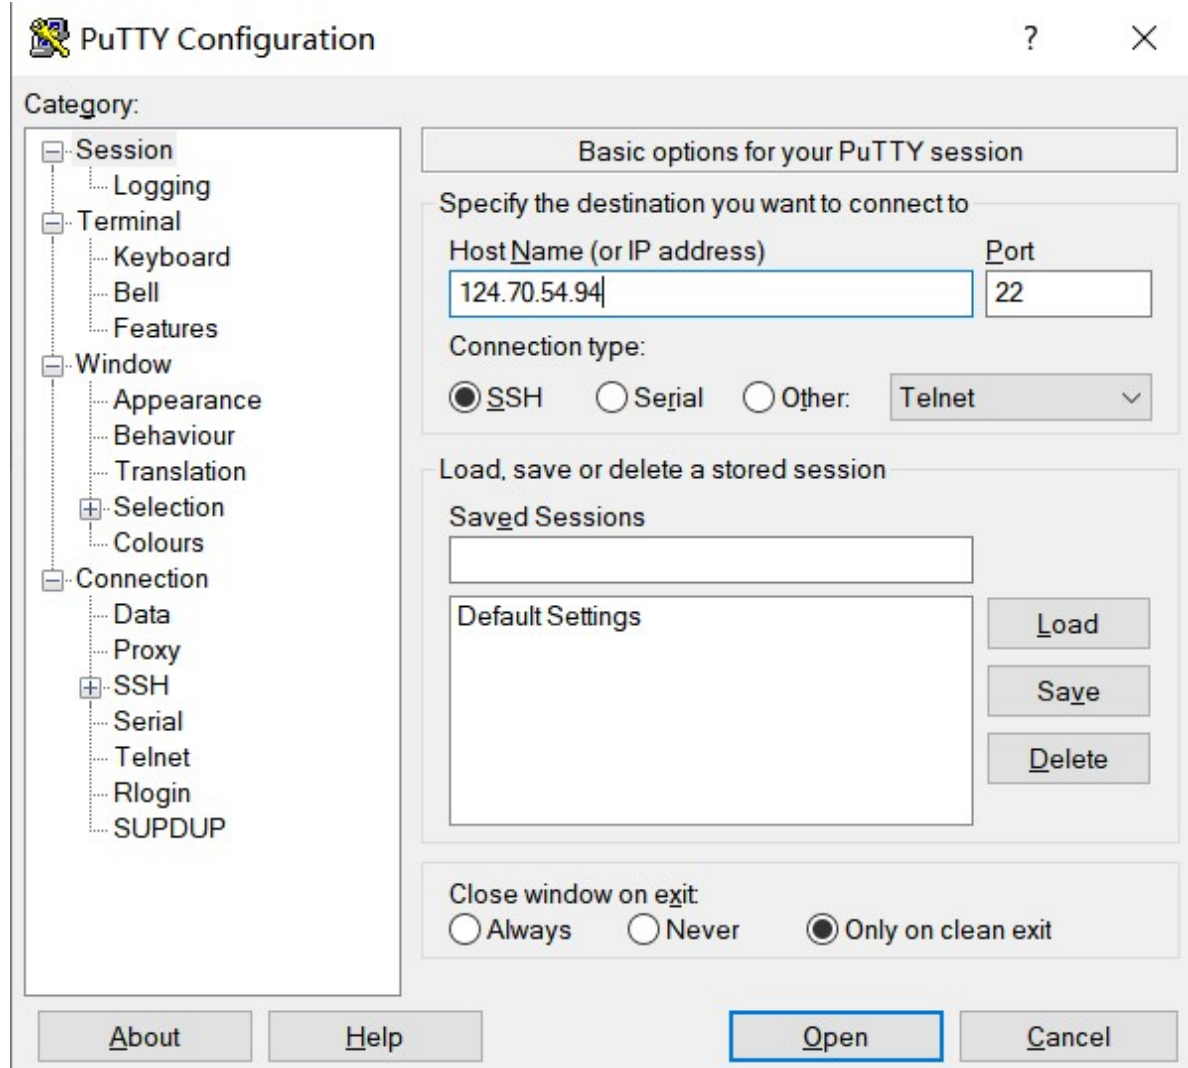 PuTTY Configuration
?
Category:
Session
Logging
Terminal
Keyboard
Bell
Features
Window
Appearance
Behaviour
Translation
Selection
Colours
Connection
Data
Proxy
SSH
Serial
Telnet
Rlogin
SUPDUP
Basic options for your PuTTY session
Specify the destination you want to connect to
Host Name (or IP address) Port
124.70.54.94 22
Connection type:
SSH Serial Other: Telnet
Load, save or delete a stored session
Saved Sessions
Default Settings
Load
Save
Delete
Close window on exit:
Always Never Only on clean exit
About Help Open Cancel